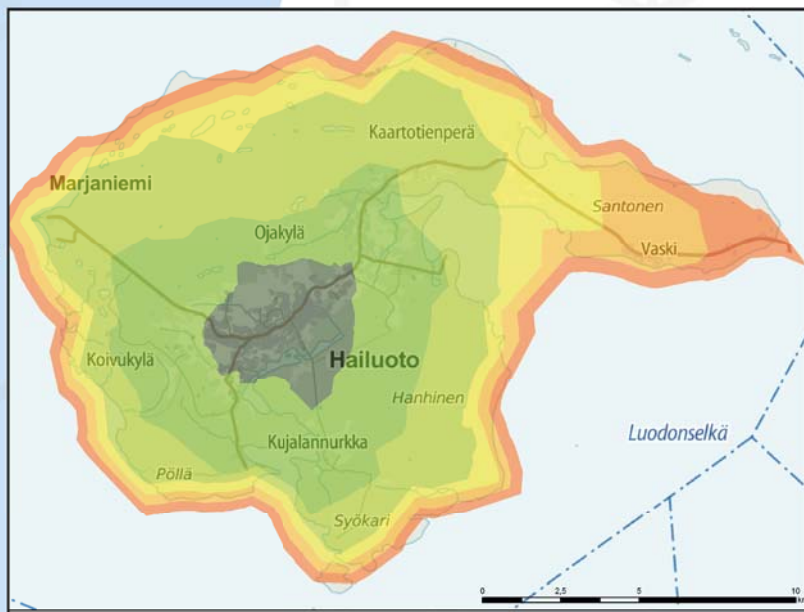 Kaartotienperä
Marjaniemi
Santonen
Ojakylä
Vaski
Koivukylä
Hailuoto
Hanhinen
Luodonselkä
Kujalannurkka
Pöllä
Syökari
0 2,5 5 10